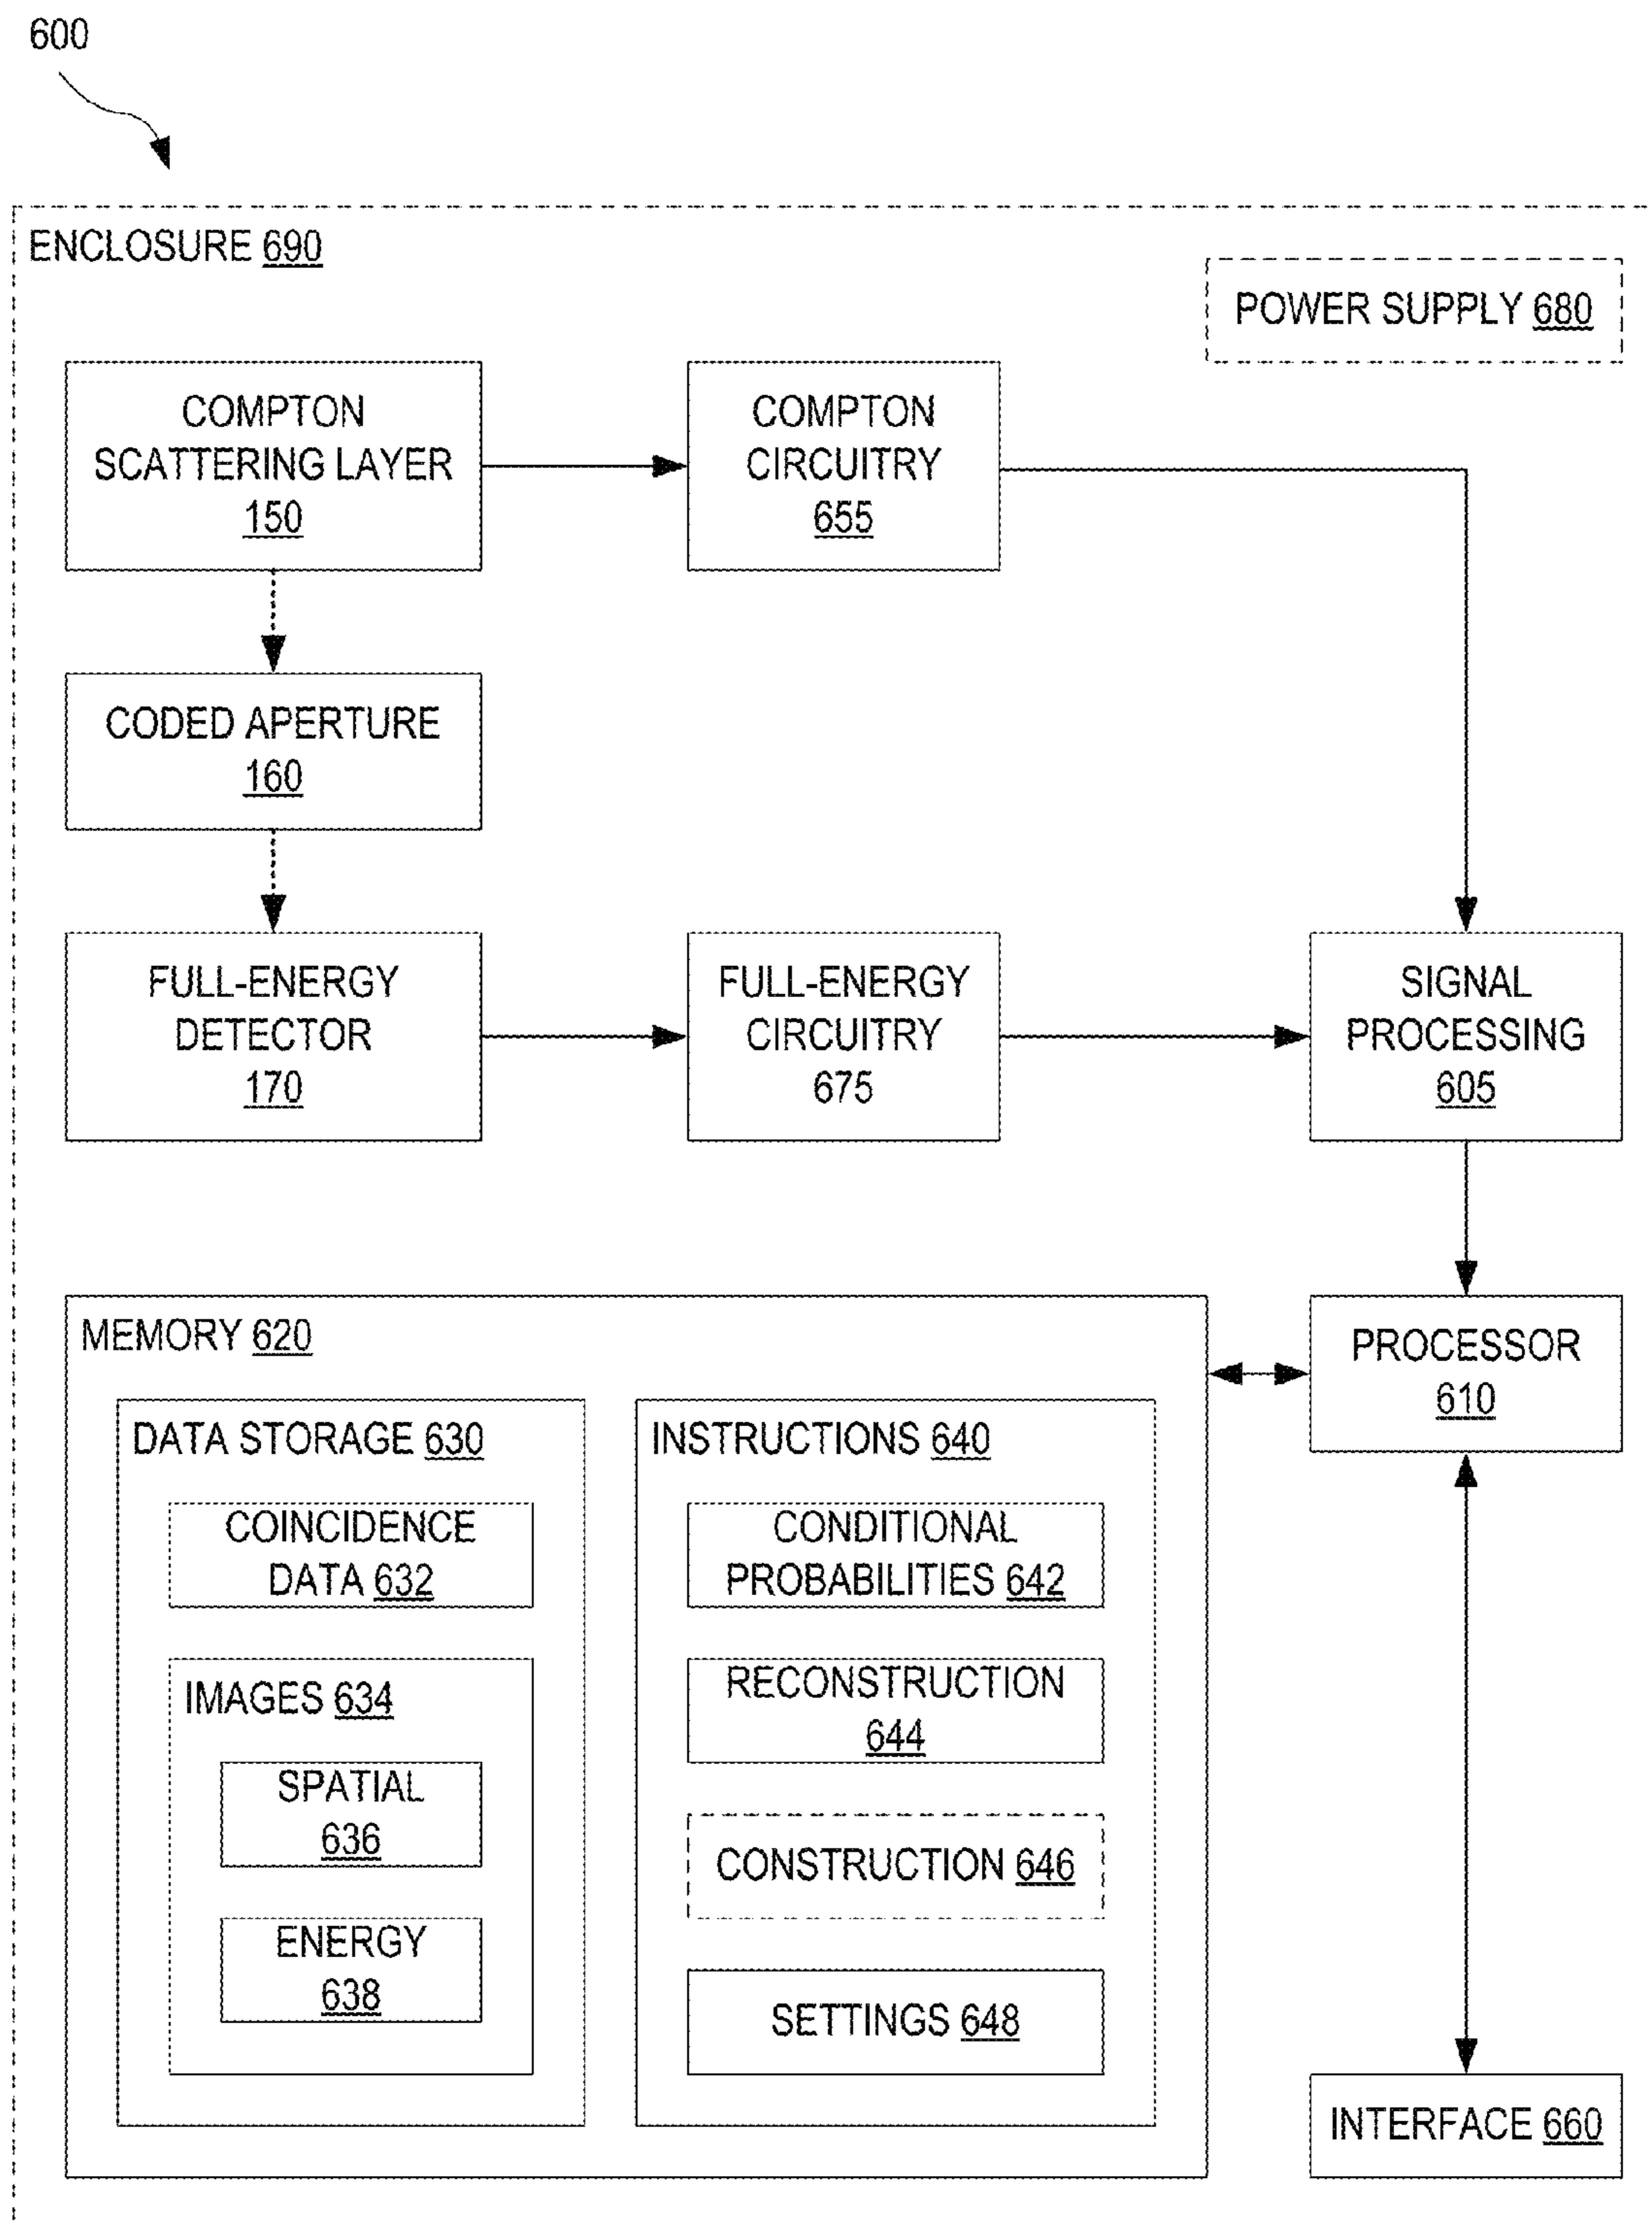 600
ENCLOSURE 690
POWER SUPPLY 680
COMPTON
SCATTERING LAYER
150
COMPTON
CIRCUITRY
655
CODED APERTURE
160
FULL-ENERGY
DETECTOR
170
FULL-ENERGY
CIRCUITRY
675
SIGNAL
PROCESSING
605
MEMORY 620
PROCESSOR
610
DATA STORAGE 630
COINCIDENCE
DATA 632
IMAGES 634
SPATIAL
636
ENERGY
638
INSTRUCTIONS 640
CONDITIONAL
PROBABILITIES 642
RECONSTRUCTION
644
CONSTRUCTION 646
SETTINGS 648
INTERFACE 660